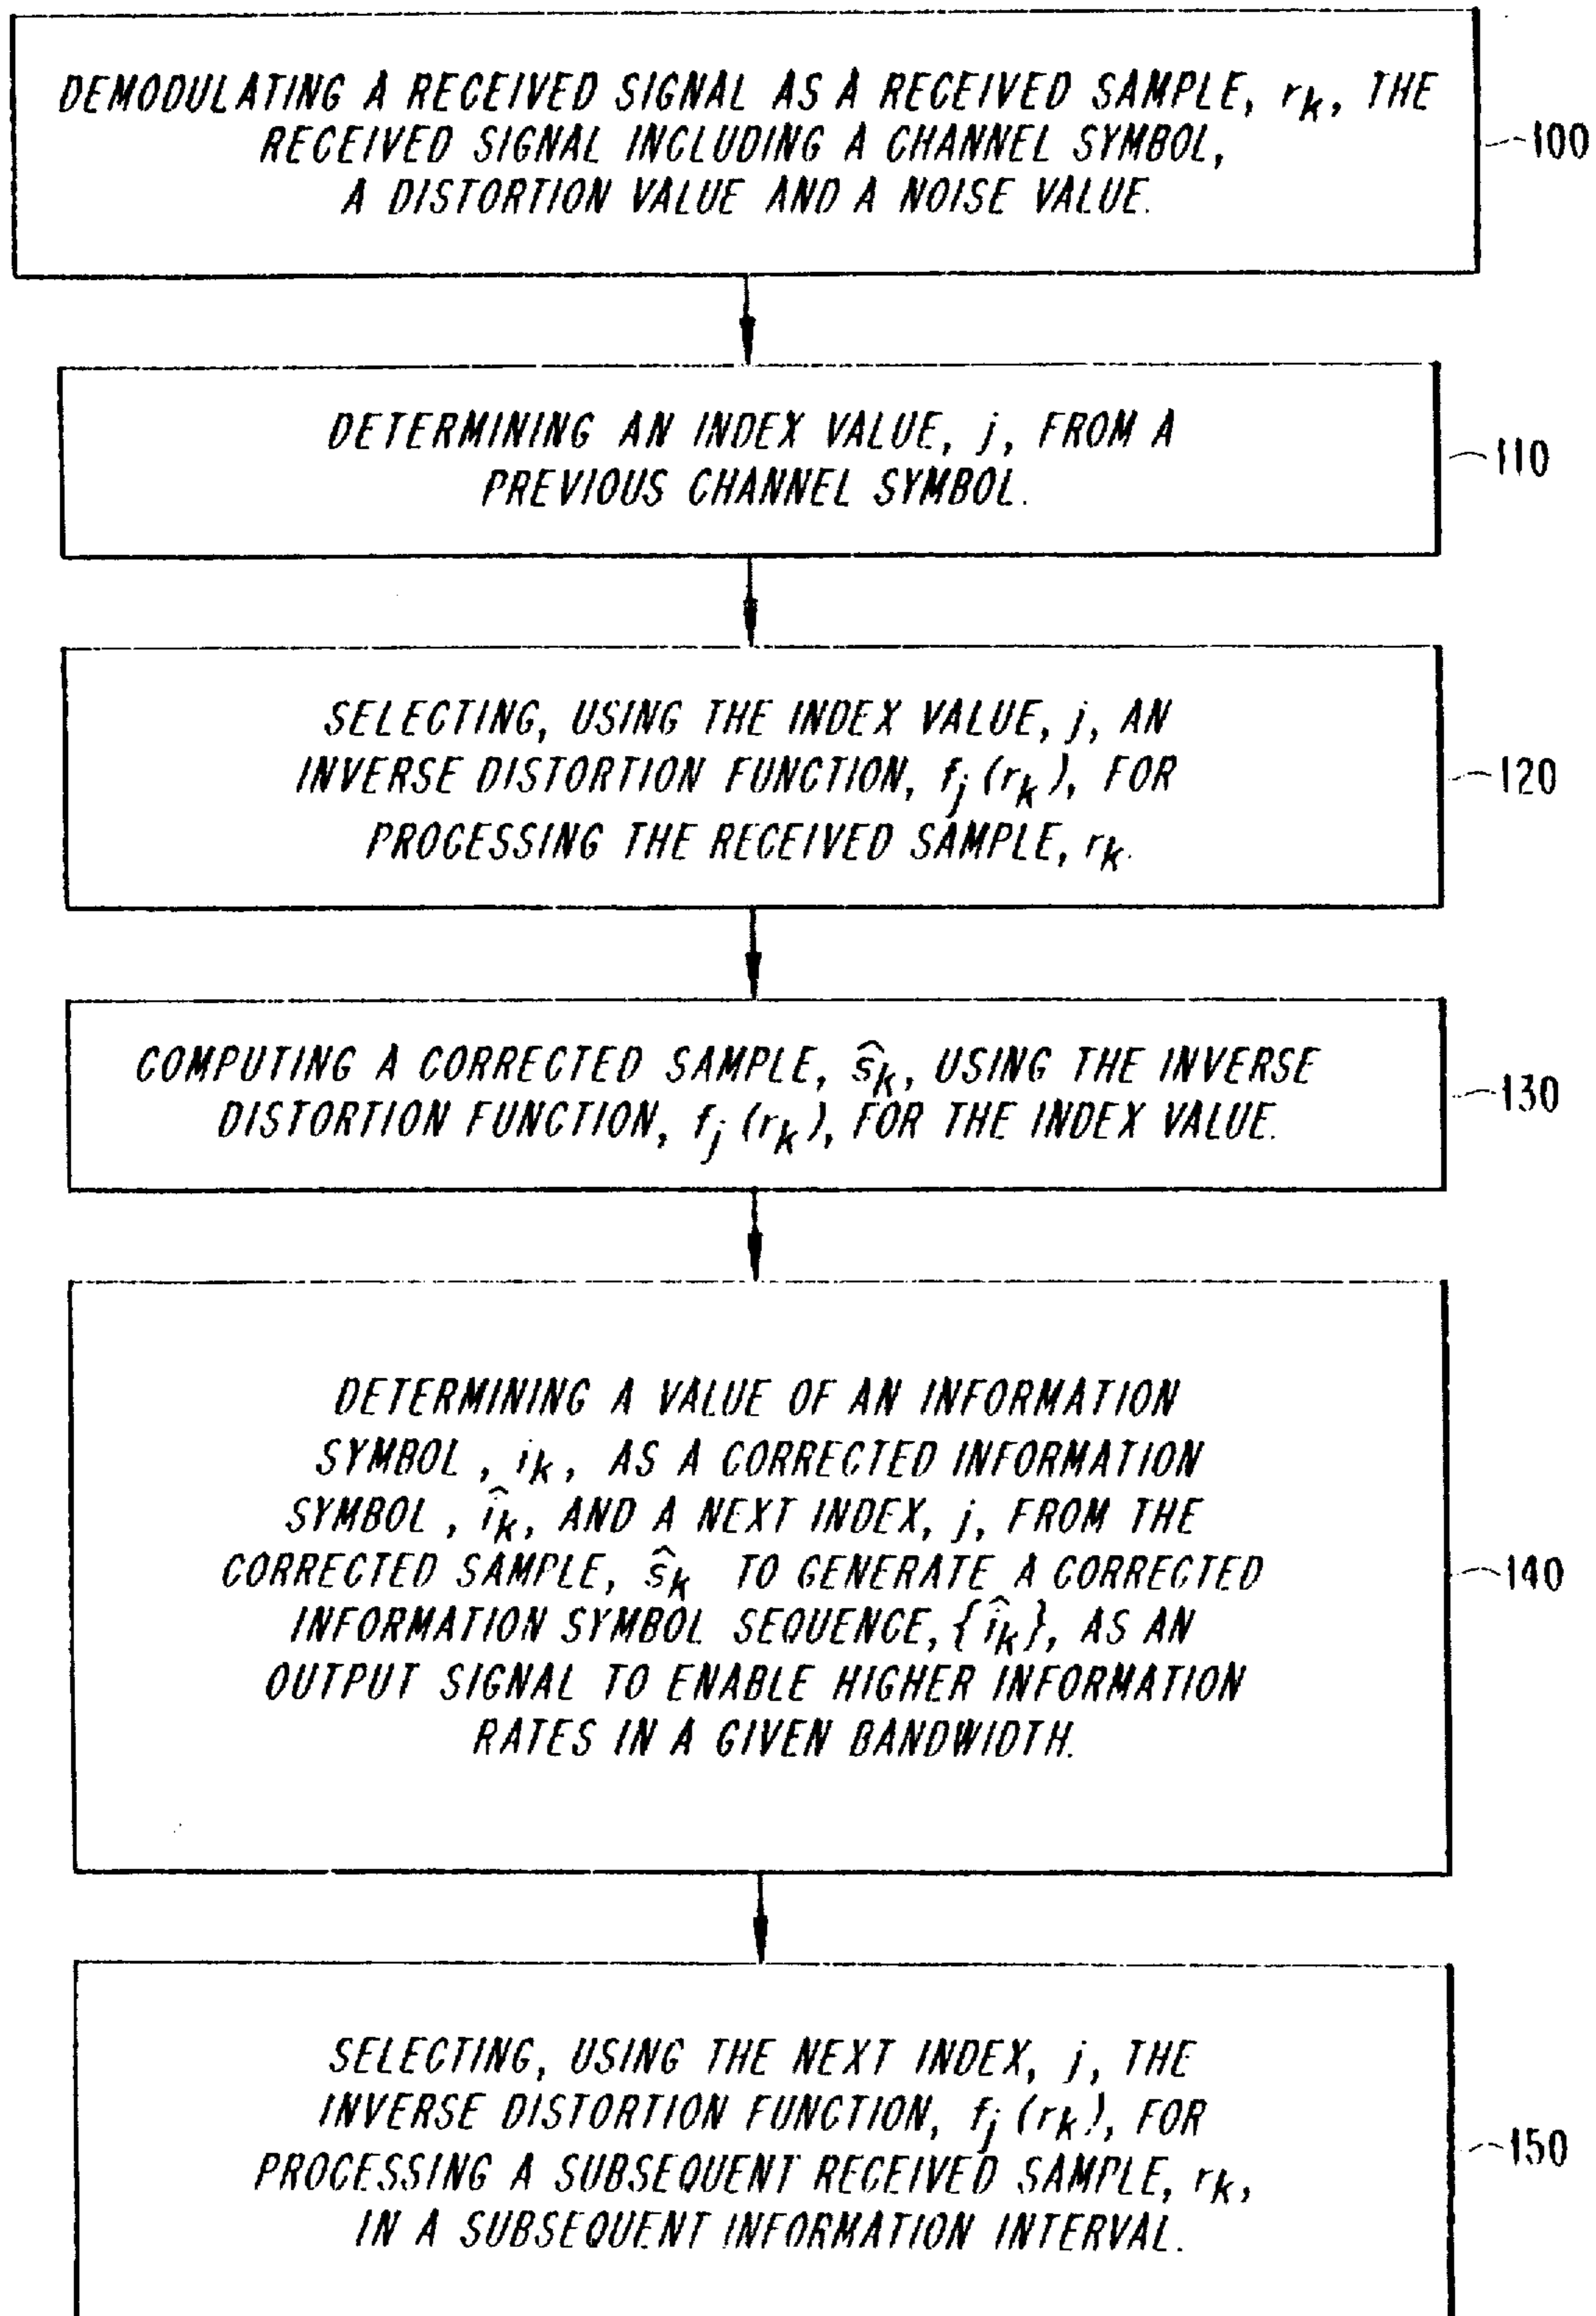 DEMODULATING A RECEIVED SIGNAL AS A RECEIVED SAMPLE, rk, THE
RECEIVED SIGNAL INCLUDING A CHANNEL SYMBOL,
A DISTORTION VALUE AND A NOISE VALUE.
100
DETERMINING AN INDEX VALUE, j, FROM A
PREVIOUS CHANNEL SYMBOL.
110
SELECTING, USING THE INDEX VALUE, j, AN
INVERSE DISTORTION FUNCTION, fj (rk), FOR
PROCESSING THE RECEIVED SAMPLE, rk.
120
COMPUTING A CORRECTED SAMPLE, ŝk, USING THE INVERSE
DISTORTION FUNCTION, fj (rk), FOR THE INDEX VALUE.
130
DETERMINING A VALUE OF AN INFORMATION
SYMBOL, ik, AS A CORRECTED INFORMATION
SYMBOL, îk, AND A NEXT INDEX, j, FROM THE
CORRECTED SAMPLE, ŝk TO GENERATE A CORRECTED
INFORMATION SYMBOL SEQUENCE, {îk}, AS AN
OUTPUT SIGNAL TO ENABLE HIGHER INFORMATION
RATES IN A GIVEN BANDWIDTH.
140
SELECTING, USING THE NEXT INDEX, j, THE
INVERSE DISTORTION FUNCTION, fj (rk), FOR
PROCESSING A SUBSEQUENT RECEIVED SAMPLE, rk,
IN A SUBSEQUENT INFORMATION INTERVAL.
150